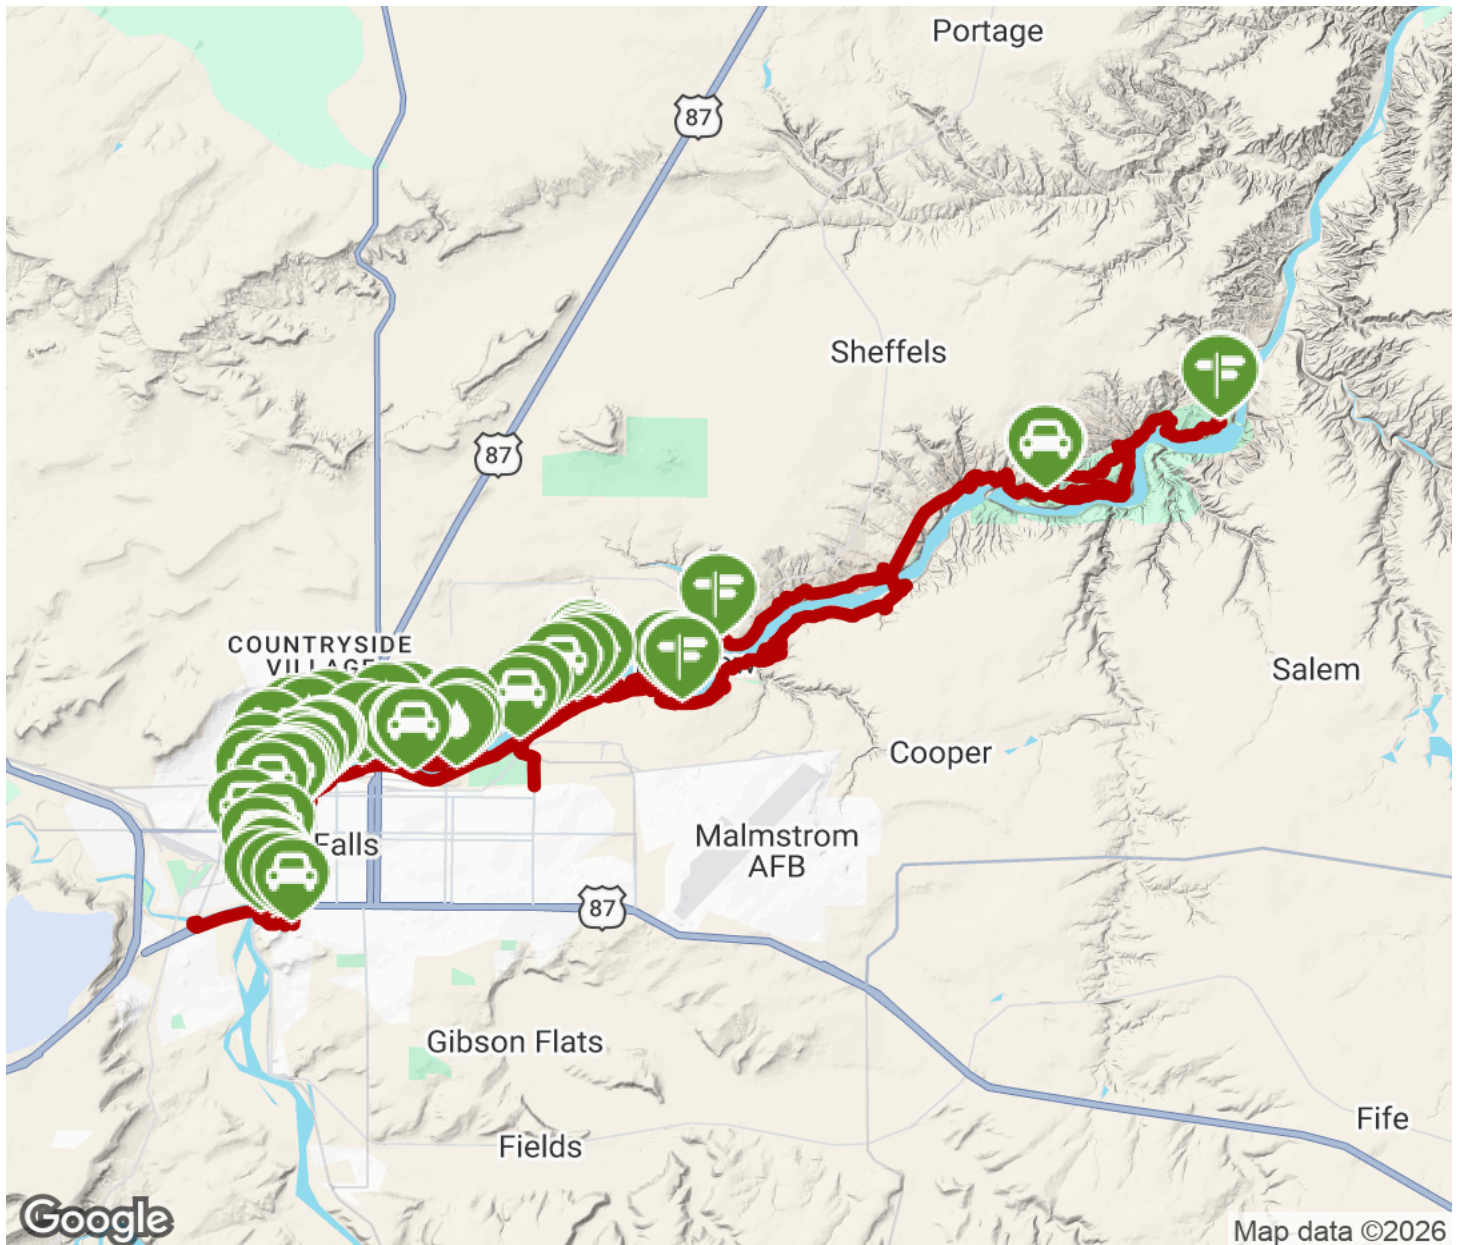 Portage
87
Sheffels
87
COUNTRYSIDE
VILLAGE
Salem
Cooper
Malmstrom
AFB
Falls
87
Gibson Flats
Fife
Fields
Google
Map data ©2026